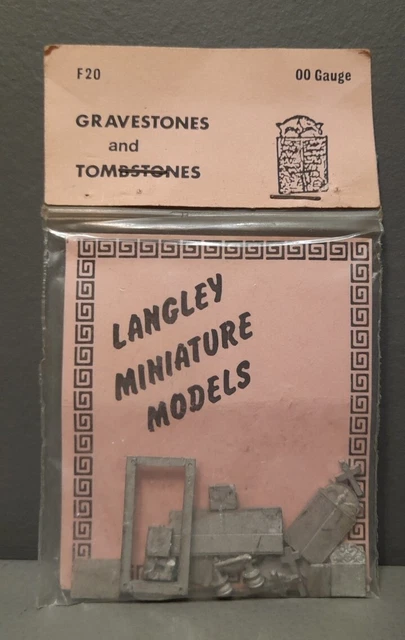 F20
00 Gauge
GRAVESTONES
and
TOMBSTONES
LANGLEY
MINIATURE
MODELS